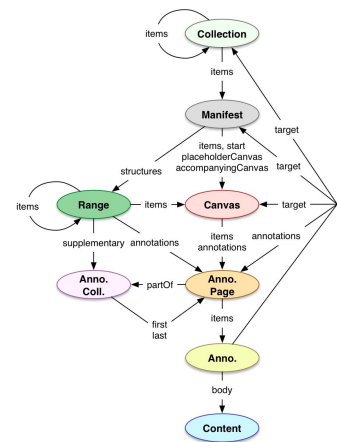 items
Collection
items
Manifest
target
items, start
placeholderCanvas
accompanyingCanvas
structures
target
items
Range
items
Canvas
target
supplementary
annotations
items
annotations
annotations
Anno.
Coll.
partOf
Anno.
Page
first
last
items
Anno.
body
Content